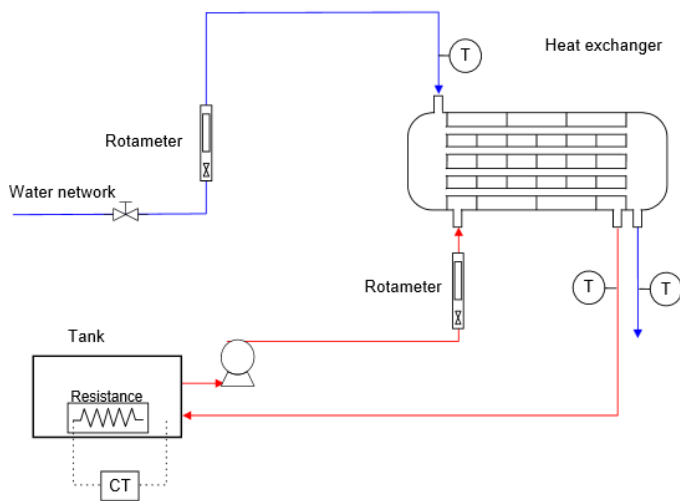 T
Heat exchanger
Rotameter
Water network
Rotameter
T
T
Tank
Resistance
CT